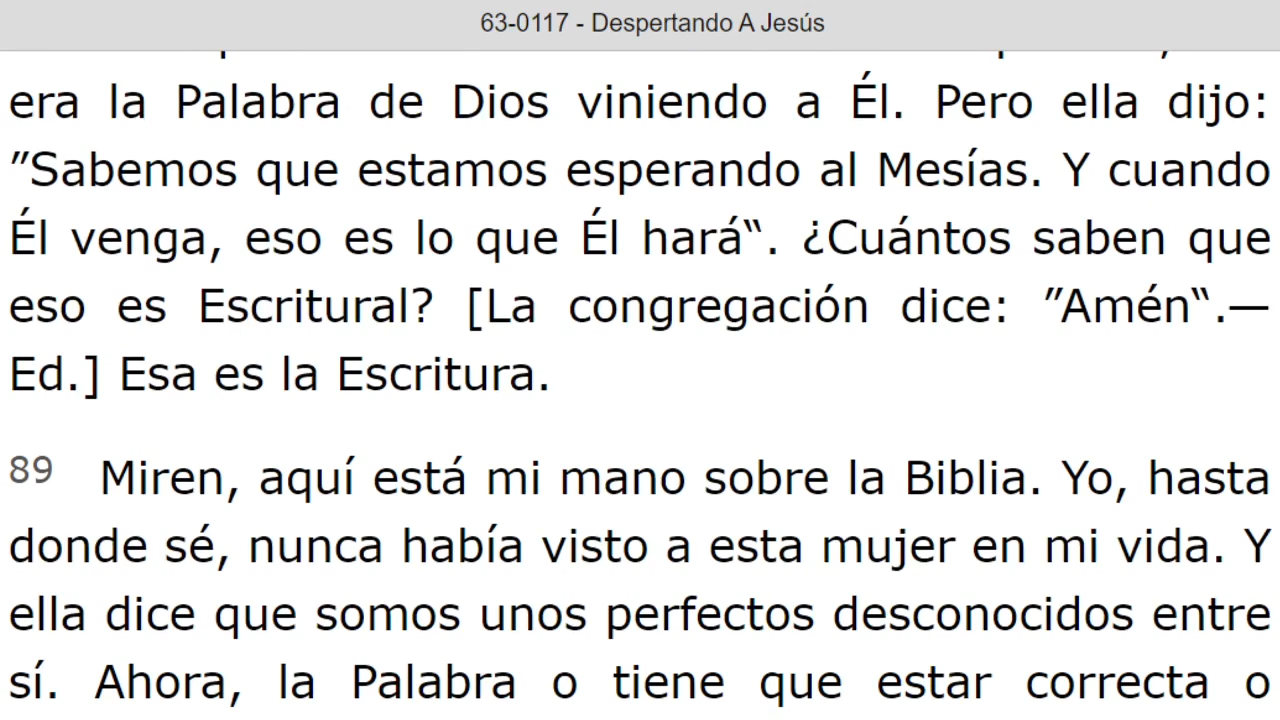 63-0117 - Despertando A Jesús
era la Palabra de Dios viniendo a Él. Pero ella dijo:
”Sabemos que estamos esperando al Mesías. Y cuando
Él venga, eso es lo que Él hará“. ¿Cuántos saben que
eso es Escritural? [La congregación dice: ”Amén“.—
Ed.] Esa es la Escritura.
89 Miren, aquí está mi mano sobre la Biblia. Yo, hasta
donde sé, nunca había visto a esta mujer en mi vida. Y
ella dice que somos unos perfectos desconocidos entre
sí. Ahora, la Palabra o tiene que estar correcta o